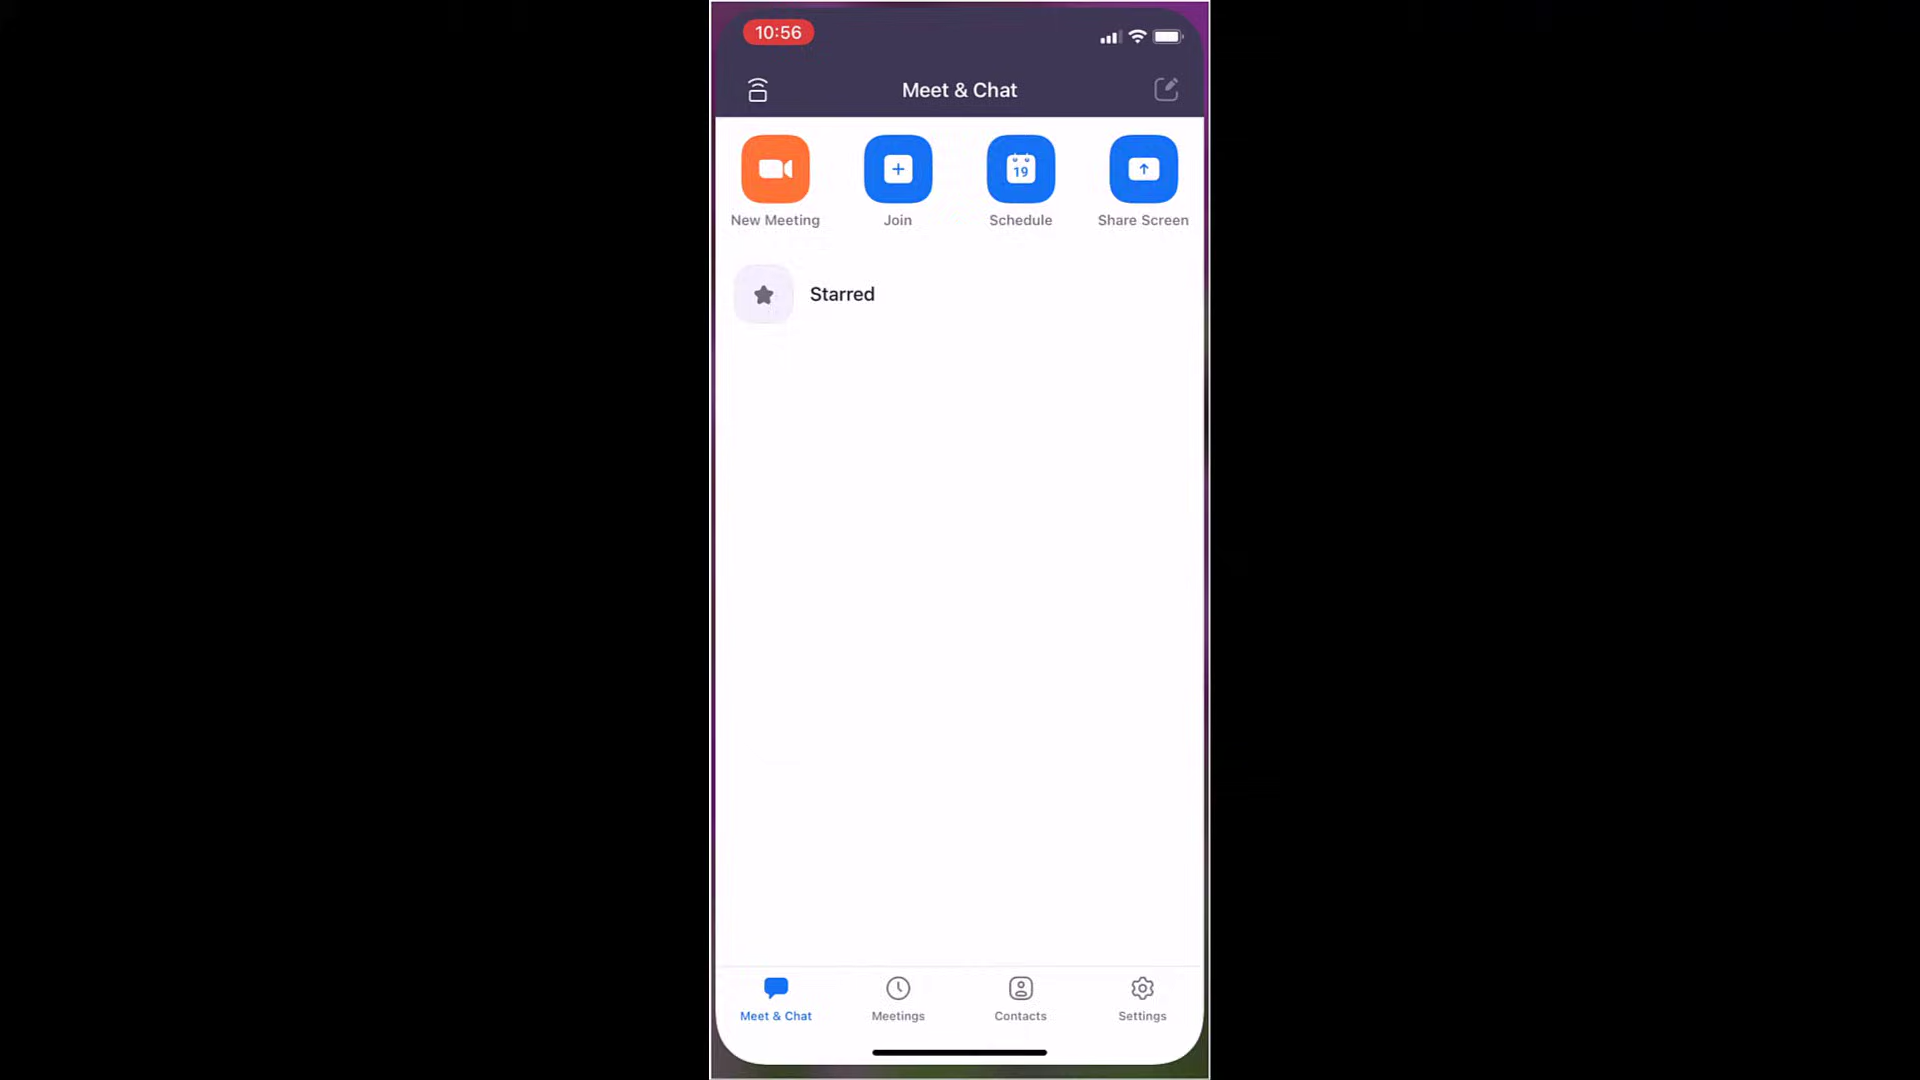 10:56
Meet & Chat
19
New Meeting Join Schedule Share Screen
Starred
Meet & Chat Meetings Contacts Settings